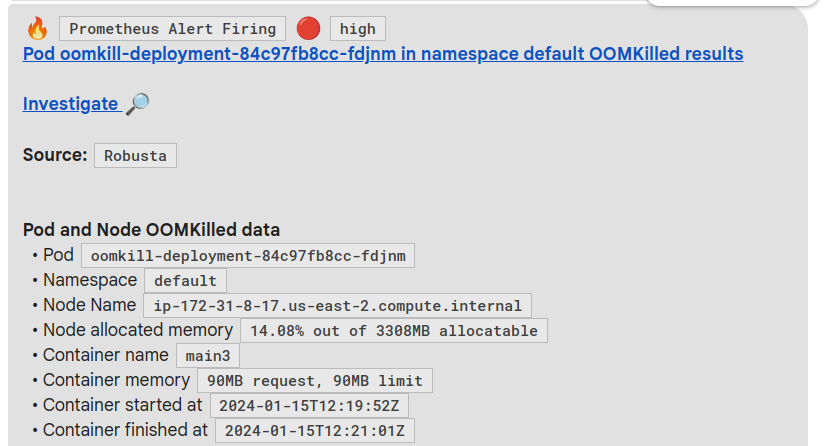 Prometheus Alert Firing high
Pod oomkill-deployment-84c97fb8cc-fdjnm in namespace default OOMKilled results
Investigate
Source: Robusta
Pod and Node OOMKilled data
• Pod oomkill-deployment-84c97fb8cc-fdjnm
• Namespace default
• Node Name ip-172-31-8-17.us-east-2.compute.internal
• Node allocated memory 14.08% out of 3308MB allocatable
• Container name main3
• Container memory 90MB request, 90MB limit
• Container started at 2024-01-15T12:19:52Z
• Container finished at 2024-01-15T12:21:01Z